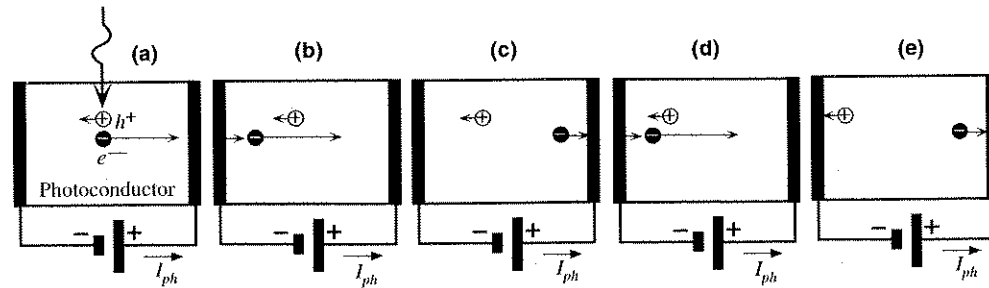 (a) (b) (c) (d) (e)
h+
e—
Photoconductor
− + − + − + − + − +
Iph Iph Iph Iph Iph